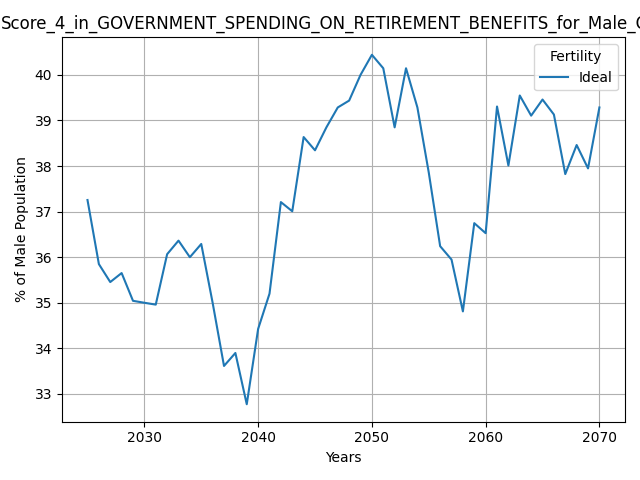 Score_4_in_GOVERNMENT_SPENDING_ON_RETIREMENT_BENEFITS_for_Male_
Fertility
Ideal
40
39
38
37
36
35
34
33
% of Male Population
2030 2040 2050 2060 2070
Years